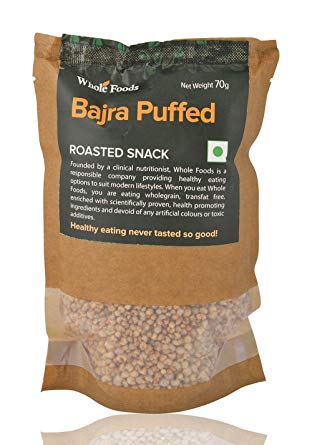 Whole Foods
Net Weight 70g
Bajra Puffed
ROASTED SNACK
Founded by a clinical nutritionist, Whole Foods is a
responsible company providing healthy eating
options to suit modern lifestyles. When you eat Whole
Foods, you are eating wholegrain, transfat free,
enriched with scientifically proven, health promoting
ingredients and devoid of any artificial colours or toxic
additives.
Healthy eating never tasted so good!